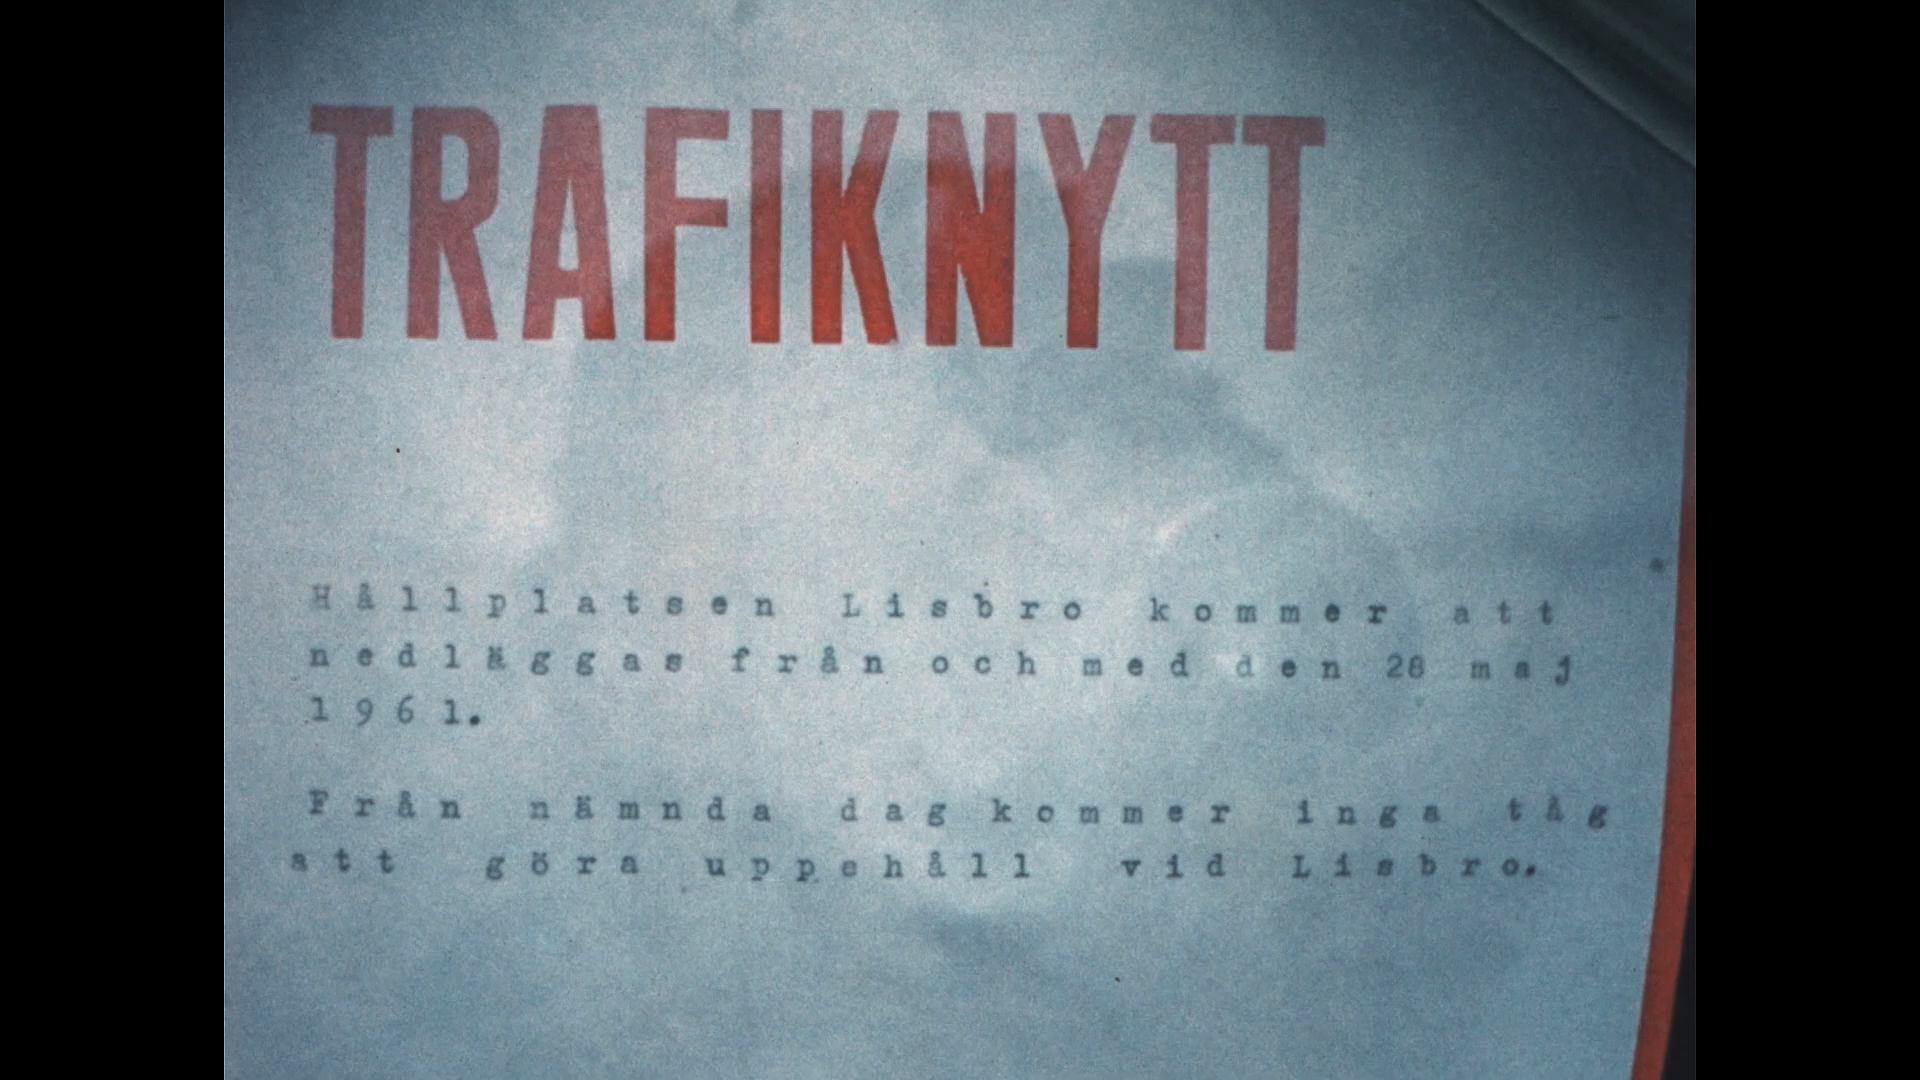 TRAFIKNYTT
Hållplatsen Lisbro kommer att
nedläggas från och med den 28 maj
1961.
Från nämnda dag kommer inga tåg
att göra uppehåll vid Lisbro.